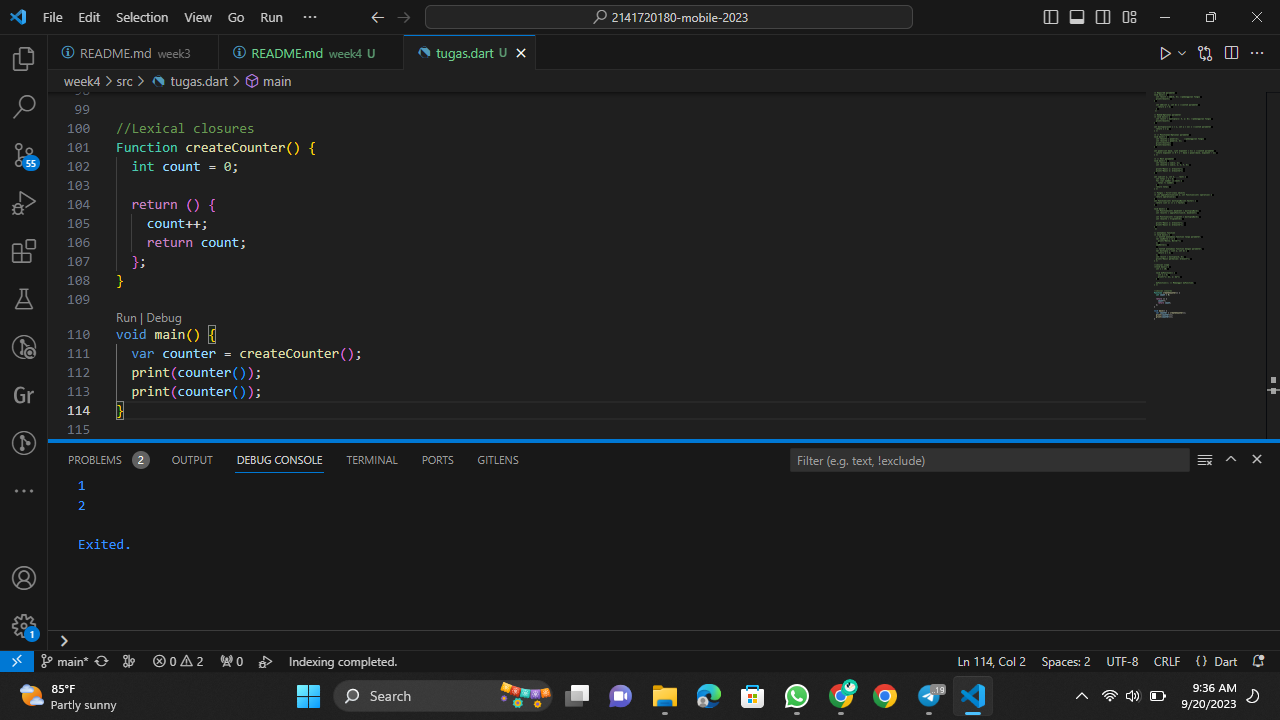 File Edit Selection View Go Run ···
2141720180-mobile-2023
README.md week3
README.md week4 U
tugas.dart U
week4 > src > tugas.dart > main
99
100 //Lexical closures
101 Function createCounter() {
102 int count = 0;
103
104 return () {
105 count++;
106 return count;
107 };
108 }
109
Run | Debug
110 void main() {
111 var counter = createCounter();
112 print(counter());
113 print(counter());
114 }
115
PROBLEMS 2 OUTPUT DEBUG CONSOLE TERMINAL PORTS GITLENS
Filter (e.g. text, !exclude)
1
2
Exited.
55
Gr
1
main* 0 2 0 Indexing completed.
Ln 114, Col 2 Spaces: 2 UTF-8 CRLF {} Dart
85°F
Partly sunny
Search
19
9:36 AM
9/20/2023